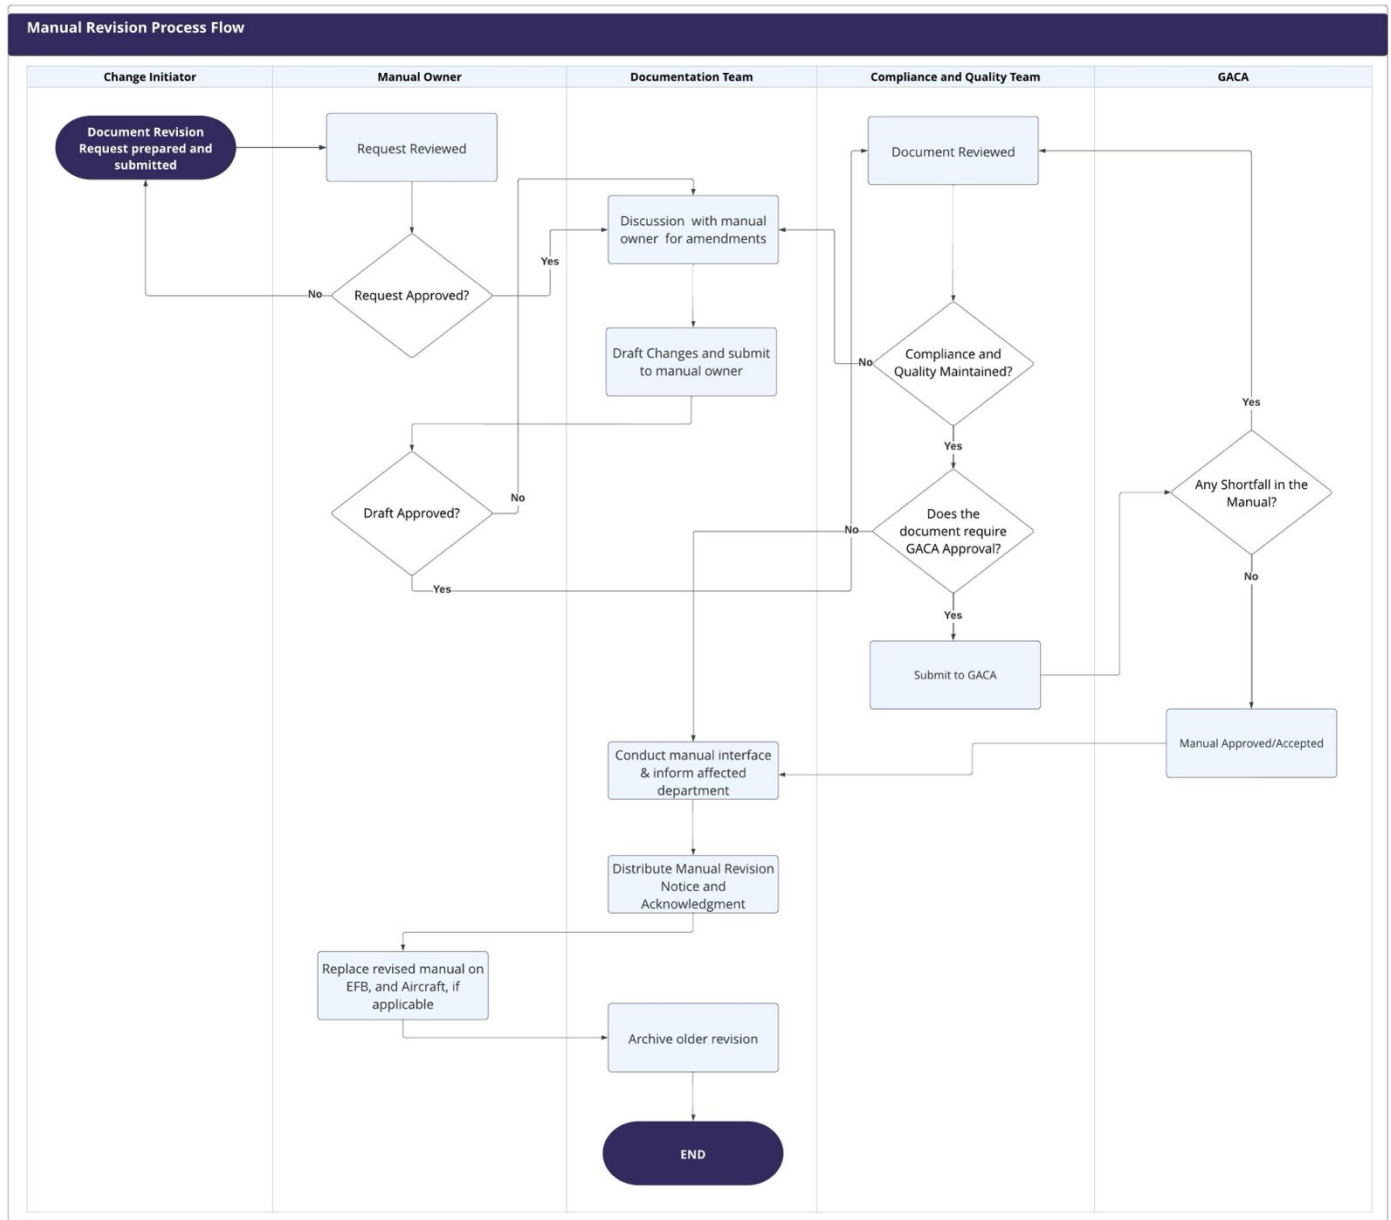 Manual Revision Process Flow
Change Initiator
Manual Owner
Documentation Team
Compliance and Quality Team
GACA
Document Revision
Request prepared and
submitted
Request Reviewed
Document Reviewed
Discussion with manual
owner for amendments
Yes
No
Request Approved?
Draft Changes and submit
to manual owner
No
Compliance and
Quality Maintained?
Yes
Yes
Any Shortfall in the
Manual?
No
Draft Approved?
No
Does the
document require
GACA Approval?
No
Yes
Yes
Submit to GACA
Manual Approved/Accepted
Conduct manual interface
& inform affected
department
Distribute Manual Revision
Notice and
Acknowledgment
Replace revised manual on
EFB, and Aircraft, if
applicable
Archive older revision
END